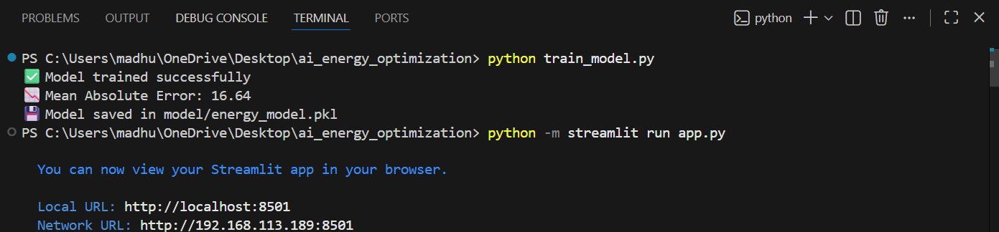 PROBLEMS OUTPUT DEBUG CONSOLE TERMINAL PORTS python
PS C:\Users\madhu\OneDrive\Desktop\ai_energy_optimization> python train_model.py
✅ Model trained successfully
📉 Mean Absolute Error: 16.64
💾 Model saved in model/energy_model.pkl
PS C:\Users\madhu\OneDrive\Desktop\ai_energy_optimization> python -m streamlit run app.py
You can now view your Streamlit app in your browser.
Local URL: http://localhost:8501
Network URL: http://192.168.113.189:8501